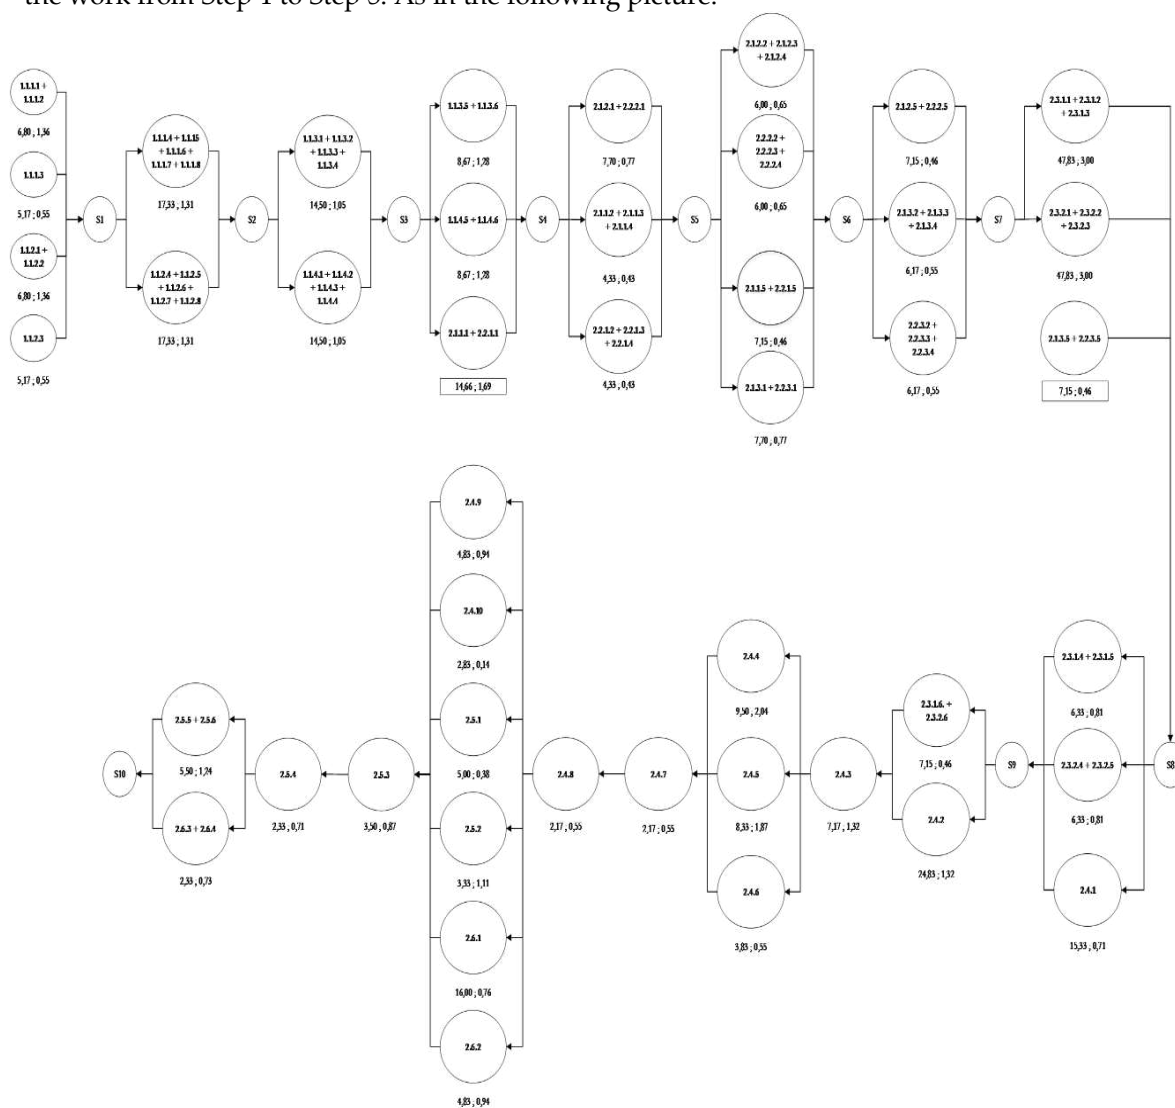 the work from Step 1 to Step 3. As in the following picture.
1.1.1.1 +
1.1.1.2
6,80 ; 1,36
1.1.1.3
5,17 ; 0,55
1.1.2.1 +
1.1.2.2
6,80 ; 1,36
1.1.2.3
5,17 ; 0,55
S1
1.1.1.4 + 1.1.15
+ 1.1.1.6 +
1.1.1.7 + 1.1.1.8
17,33 ; 1,31
1.1.2.4 + 1.1.2.5
+ 1.1.2.6 +
1.1.2.7 + 1.1.2.8
17,33 ; 1,31
S2
1.1.3.1 + 1.1.3.2
+ 1.1.3.3 +
1.1.3.4
14,50 ; 1,05
1.1.4.1 + 1.1.4.2
+ 1.1.4.3 +
1.1.4.4
14,50 ; 1,05
S3
1.1.3.5 + 1.1.3.6
8,67 ; 1,28
1.1.4.5 + 1.1.4.6
8,67 ; 1,28
2.1.1.1 + 2.2.1.1
14,66 ; 1,69
S4
2.1.2.1 + 2.2.2.1
7,70 ; 0,77
2.1.1.2 + 2.1.1.3
+ 2.1.1.4
4,33 ; 0,43
2.2.1.2 + 2.2.1.3
+ 2.2.1.4
4,33 ; 0,43
S5
2.1.2.2 + 2.1.2.3
+ 2.1.2.4
6,00 ; 0,65
2.2.2.2 +
2.2.2.3 +
2.2.2.4
6,00 ; 0,65
2.1.1.5 + 2.2.1.5
7,15 ; 0,46
2.1.3.1 + 2.2.3.1
7,70 ; 0,77
S6
2.1.2.5 + 2.2.2.5
7,15 ; 0,46
2.1.3.2 + 2.1.3.3
+ 2.1.3.4
6,17 ; 0,55
2.2.3.2 +
2.2.3.3 +
2.2.3.4
6,17 ; 0,55
S7
2.3.1.1 + 2.3.1.2
+ 2.3.1.3
47,83 ; 3,00
2.3.2.1 + 2.3.2.2
+ 2.3.2.3
47,83 ; 3,00
2.1.3.5 + 2.2.3.5
7,15 ; 0,46
S8
2.3.1.4 + 2.3.1.5
6,33 ; 0,81
2.3.2.4 + 2.3.2.5
6,33 ; 0,81
2.4.1
15,33 ; 0,71
S9
2.3.1.6. +
2.3.2.6
7,15 ; 0,46
2.4.2
24,83 ; 1,32
2.4.3
7,17 ; 1,32
2.4.4
9,50 ; 2,04
2.4.5
8,33 ; 1,87
2.4.6
3,83 ; 0,55
2.4.7
2,17 ; 0,55
2.4.8
2,17 ; 0,55
2.4.9
4,83 ; 0,94
2.4.10
2,83 ; 0,14
2.5.1
5,00 ; 0,38
2.5.2
3,33 ; 1,11
2.6.1
16,00 ; 0,76
2.6.2
4,83 ; 0,94
2.5.3
3,50 ; 0,87
2.5.4
2,33 ; 0,71
2.5.5 + 2.5.6
5,50 ; 1,24
2.6.3 + 2.6.4
2,33 ; 0,73
S10